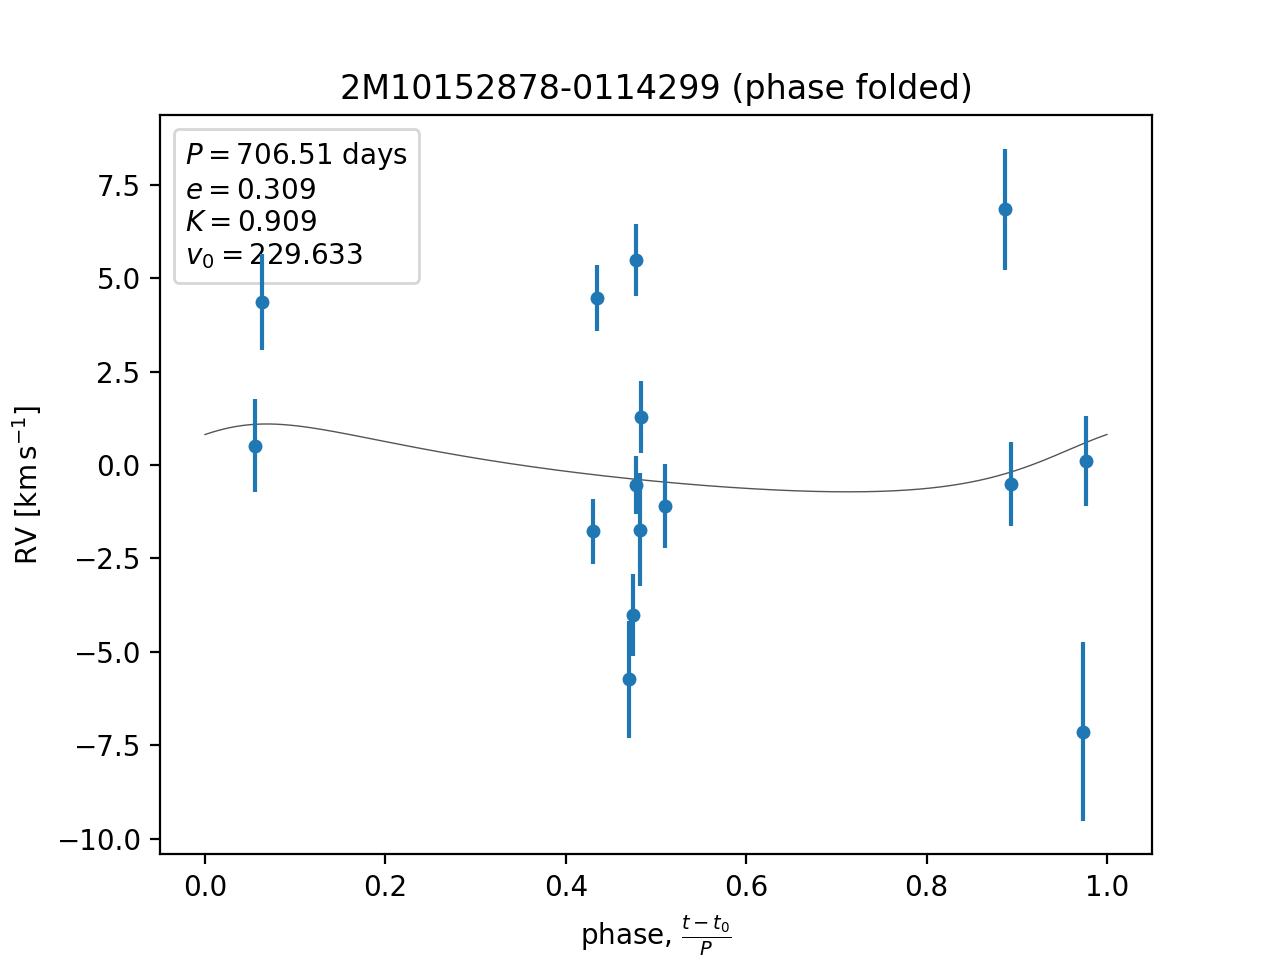 2M10152878-0114299 (phase folded)
P = 706.51 days
e = 0.309
K = 0.909
v₀ = 229.633
7.5
5.0
2.5
0.0
−2.5
−5.0
−7.5
−10.0
RV [km s⁻¹]
0.0 0.2 0.4 0.6 0.8 1.0
phase, (t − t₀)/P